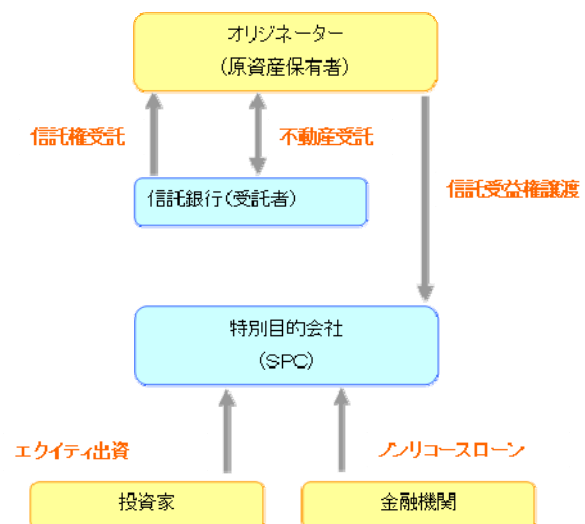 オリジネーター
(原資産保有者)
信託権受託
不動産受託
信託銀行(受託者)
信託受益権譲渡
特別目的会社
(SPC)
エクイティ出資
ノンリコースローン
投資家
金融機関